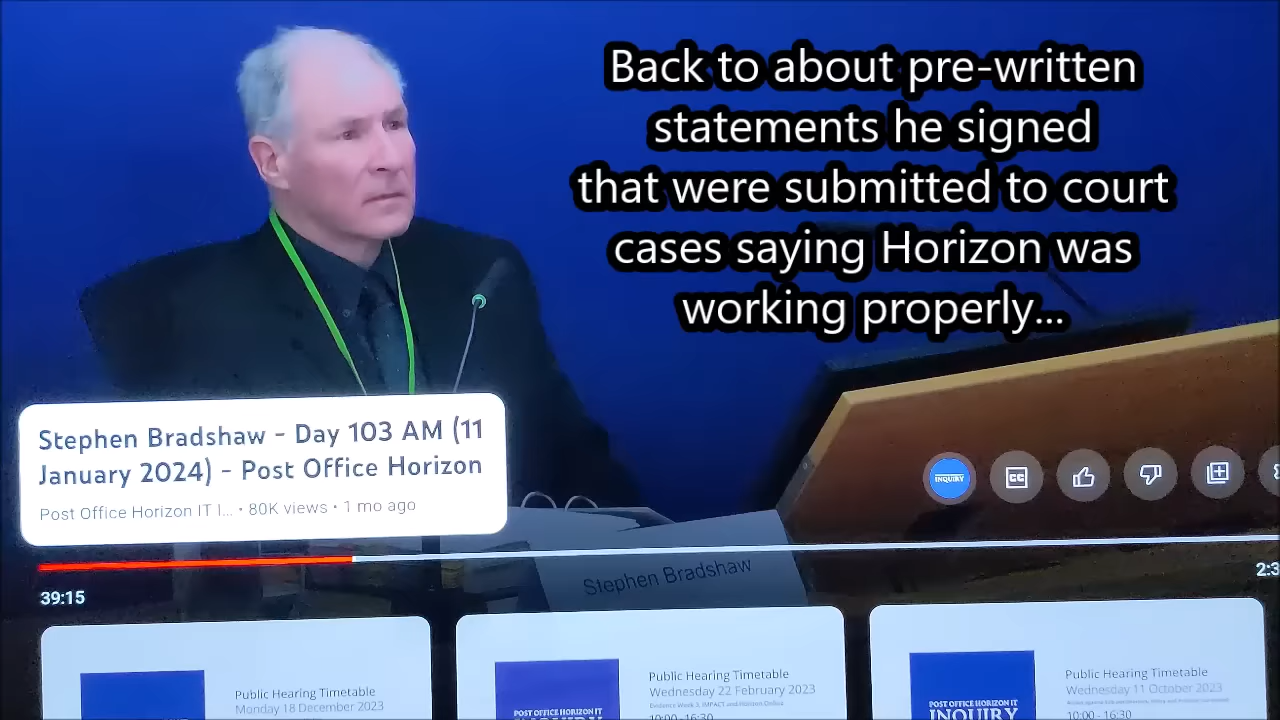 Back to about pre-written
statements he signed
that were submitted to court
cases saying Horizon was
working properly...
Stephen Bradshaw - Day 103 AM (11
January 2024) - Post Office Horizon
Post Office Horizon IT I... • 80K views • 1 mo ago
INQUIRY
CC
Stephen Bradshaw
39:15
2:3
Public Hearing Timetable
Monday 18 December 2023
POST OFFICE HORIZON IT
INQUIRY
Public Hearing Timetable
Wednesday 22 February 2023
10:00 - 16:30
POST OFFICE HORIZON IT
INQUIRY
Public Hearing Timetable
Wednesday 11 October 2023
10:00 - 16:30